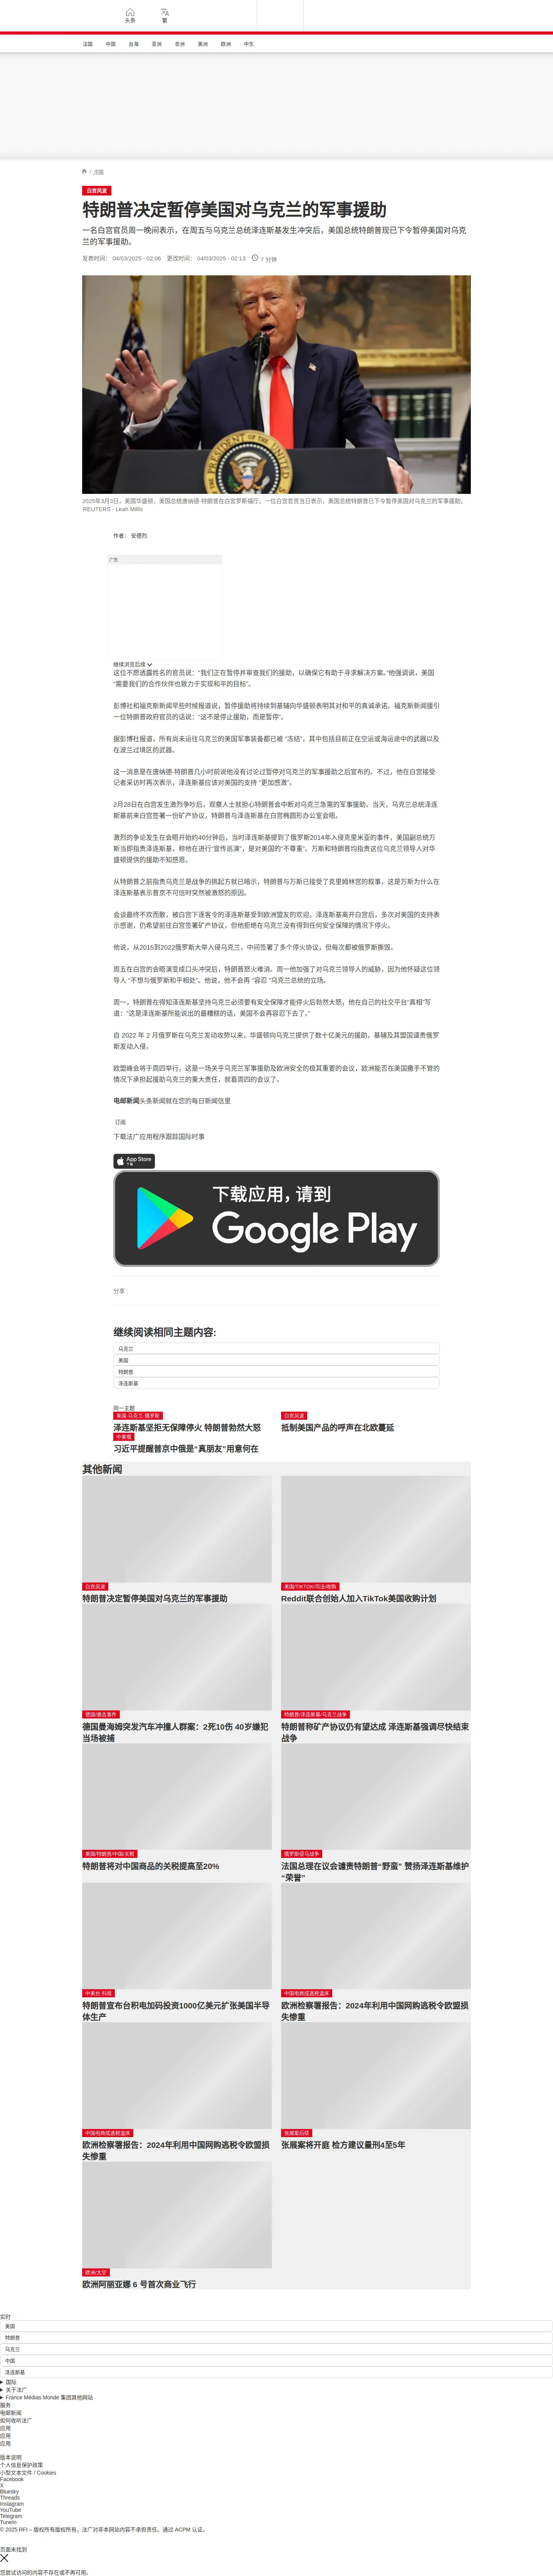 头条
繁
法国 中国 台海 亚洲 非洲 美洲 欧洲 中东
/ 中国
白宫风波
特朗普决定暂停美国对乌克兰的军事援助
一名白宫官员周一晚间表示，在周五与乌克兰总统泽连斯基发生冲突后，美国总统特朗普现已下令暂停美国对乌克
兰的军事援助。
发表时间： 04/03/2025 - 02:06 更改时间： 04/03/2025 - 02:13 7 分钟
2025年3月3日，美国华盛顿，美国总统唐纳德-特朗普在白宫罗斯福厅。一位白宫官员当日表示，美国总统特朗普已下令暂停美国对乌克兰的军事援助。
REUTERS - Leah Millis
作者： 安德烈
广告
继续浏览后续
这位不愿透露姓名的官员说：“我们正在暂停并审查我们的援助，以确保它有助于寻求解决方案。”他强调说，美国
“需要我们的合作伙伴也致力于实现和平的目标”。
彭博社和福克斯新闻早些时候报道说，暂停援助将持续到基辅向华盛顿表明其对和平的真诚承诺。福克斯新闻援引
一位特朗普政府官员的话说：“这不是停止援助，而是暂停”。
据彭博社报道，所有尚未运往乌克兰的美国军事装备都已被 “冻结”，其中包括目前正在空运或海运途中的武器以及
在波兰过境区的武器。
这一消息是在唐纳德-特朗普几小时前说他没有讨论过暂停对乌克兰的军事援助之后宣布的。不过，他在白宫接受
记者采访时再次表示，泽连斯基应该对美国的支持 “更加感激”。
2月28日在白宫发生激烈争吵后，观察人士就担心特朗普会中断对乌克兰急需的军事援助。当天，乌克兰总统泽连
斯基前来白宫签署一份矿产协议，特朗普与泽连斯基在白宫椭圆形办公室会晤。
激烈的争论发生在会晤开始约40分钟后，当时泽连斯基提到了俄罗斯2014年入侵克里米亚的事件，美国副总统万
斯当即指责泽连斯基，称他在进行“宣传巡演”，是对美国的“不尊重”。万斯和特朗普均指责这位乌克兰领导人对华
盛顿提供的援助不知感恩。
从特朗普之前指责乌克兰是战争的挑起方就已暗示，特朗普与万斯已接受了克里姆林宫的叙事，这是万斯为什么在
泽连斯基表示普京不可信时突然被激怒的原因。
会谈最终不欢而散，被白宫下逐客令的泽连斯基受到欧洲盟友的欢迎。泽连斯基离开白宫后，多次对美国的支持表
示感谢，仍希望前往白宫签署矿产协议，但他拒绝在乌克兰没有得到任何安全保障的情况下停火。
他说，从2015到2022俄罗斯大举入侵乌克兰，中间签署了多个停火协议，但每次都被俄罗斯撕毁。
周五在白宫的会晤演变成口头冲突后，特朗普怒火难消。周一他加强了对乌克兰领导人的威胁，因为他怀疑这位领
导人 “不想与俄罗斯和平相处”。他说，他不会再 “容忍 ”乌克兰总统的立场。
周一，特朗普在得知泽连斯基坚持乌克兰必须要有安全保障才能停火后勃然大怒，他在自己的社交平台“真相”写
道：“这是泽连斯基所能说出的最糟糕的话，美国不会再容忍下去了。”
自 2022 年 2 月俄罗斯在乌克兰发动攻势以来，华盛顿向乌克兰提供了数十亿美元的援助，基辅及其盟国谴责俄罗
斯发动入侵。
欧盟峰会将于周四举行，这是一场关乎乌克兰军事援助及欧洲安全的极其重要的会议，欧洲能否在美国撒手不管的
情况下承担起援助乌克兰的重大责任，就看周四的会议了。
电邮新闻头条新闻就在您的每日新闻信里
订阅
下载法广应用程序跟踪国际时事
App Store
下载
下载应用，请到
Google Play
分享 :
继续阅读相同主题内容:
乌克兰
美国
特朗普
泽连斯基
同一主题
美国·乌克兰·俄罗斯
泽连斯基坚拒无保障停火 特朗普勃然大怒
白宫风波
抵制美国产品的呼声在北欧蔓延
中美俄
习近平提醒普京中俄是“真朋友”用意何在
其他新闻
白宫风波
特朗普决定暂停美国对乌克兰的军事援助
美国/TIKTOK/司法/收购
Reddit联合创始人加入TikTok美国收购计划
德国/袭击事件
德国曼海姆突发汽车冲撞人群案：2死10伤 40岁嫌犯
当场被捕
特朗普/泽连斯基/乌克兰战争
特朗普称矿产协议仍有望达成 泽连斯基强调尽快结束
战争
美国/特朗普/中国/关税
特朗普将对中国商品的关税提高至20%
俄罗斯侵乌战争
法国总理在议会谴责特朗普“野蛮” 赞扬泽连斯基维护
“荣誉”
中美台·科技
特朗普宣布台积电加码投资1000亿美元扩张美国半导
体生产
中国电商成逃税温床
欧洲检察署报告：2024年利用中国网购逃税令欧盟损
失惨重
中国电商成逃税温床
欧洲检察署报告：2024年利用中国网购逃税令欧盟损
失惨重
张展案后续
张展案将开庭 检方建议量刑4至5年
欧洲/太空
欧洲阿丽亚娜 6 号首次商业飞行
实时
美国
特朗普
乌克兰
中国
泽连斯基
国际
关于法广
France Médias Monde 集团其他网站
服务
电邮新闻
如何收听法广
应用
应用
应用
版本说明
个人信息保护政策
小型文本文件 / Cookies
Facebook
X
Bluesky
Threads
Instagram
YouTube
Telegram
TuneIn
© 2025 RFI – 版权所有版权所有。法广对非本网站内容不承担责任。通过 ACPM 认证。
页面未找到
您尝试访问的内容不存在或不再可用。